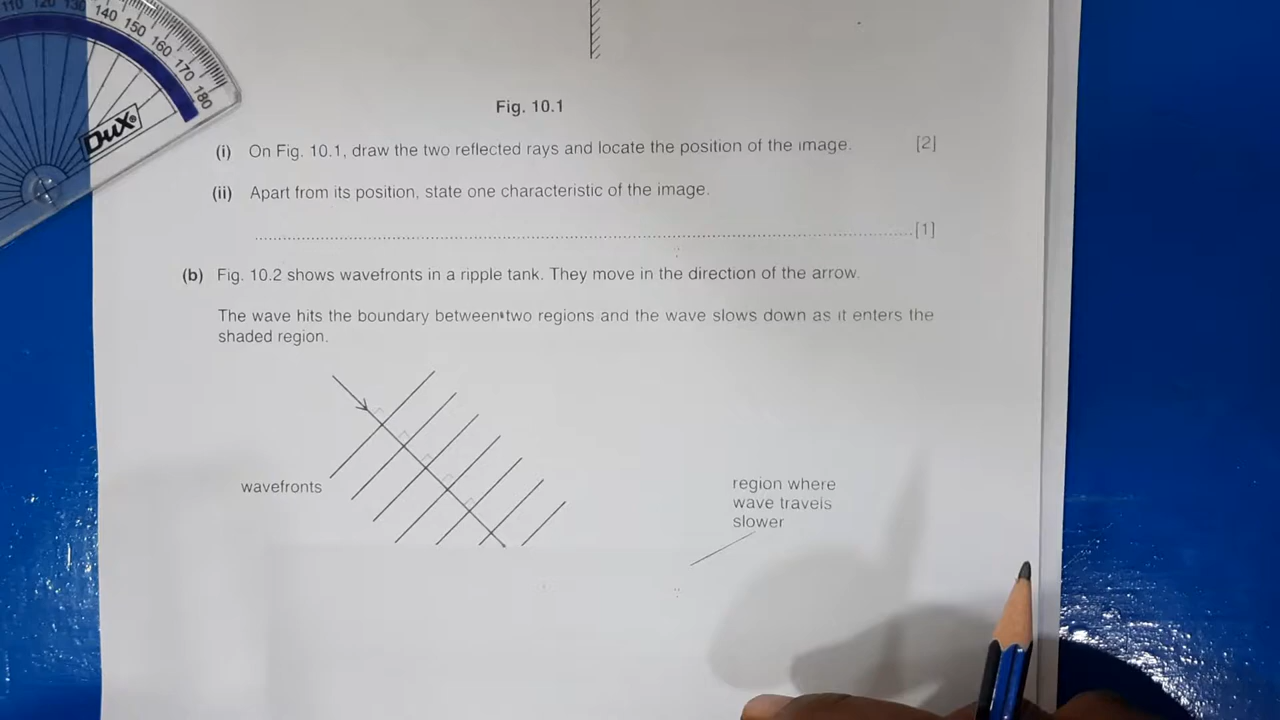 110 120 130 140 150 160 170 180
DUX®
Fig. 10.1
(i) On Fig. 10.1, draw the two reflected rays and locate the position of the image. [2]
(ii) Apart from its position, state one characteristic of the image.
[1]
(b) Fig. 10.2 shows wavefronts in a ripple tank. They move in the direction of the arrow.
The wave hits the boundary between two regions and the wave slows down as it enters the
shaded region.
wavefronts
region where
wave travels
slower